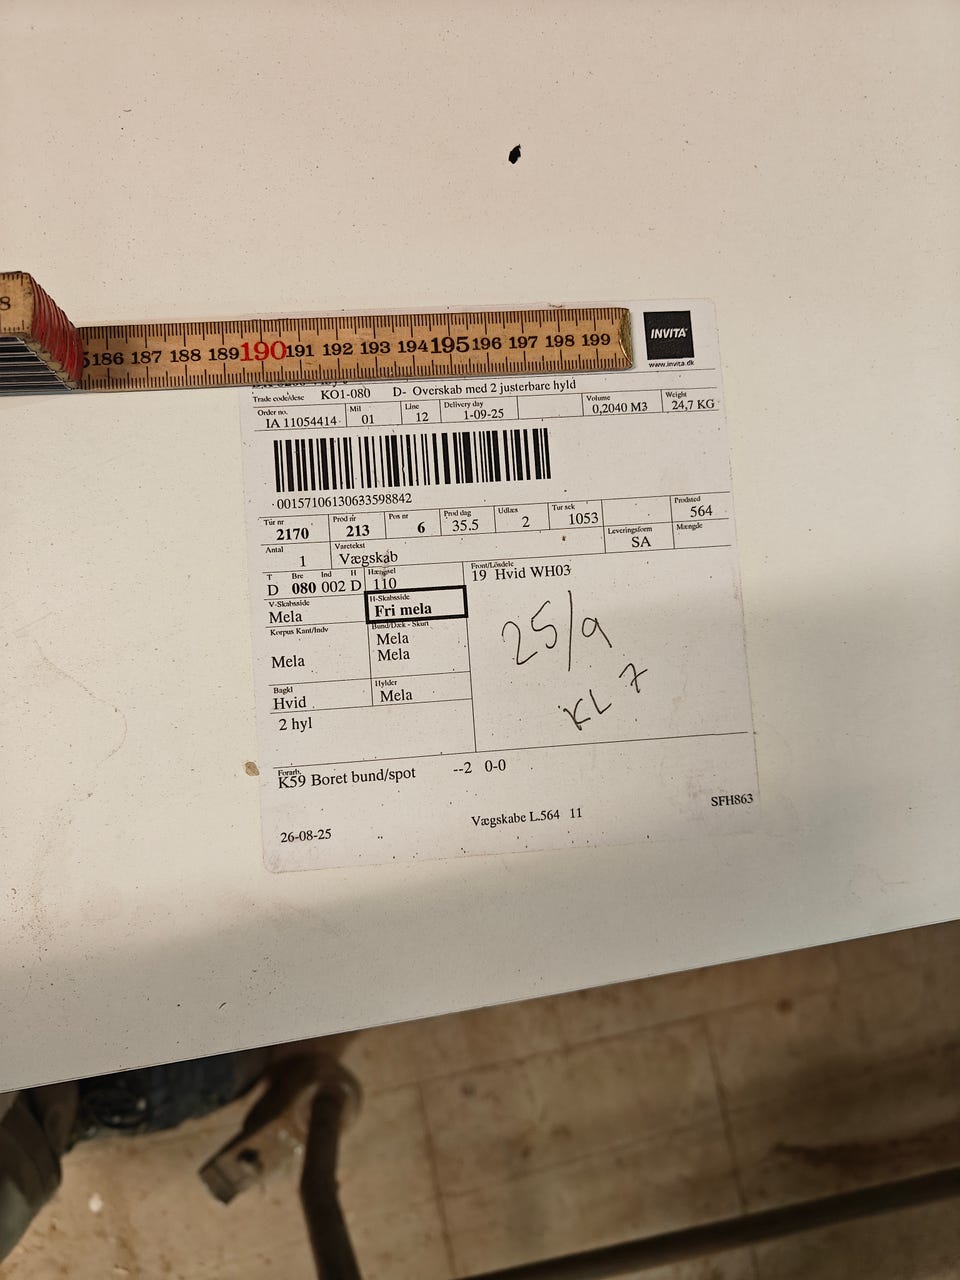 8
186 187 188 189 190 191 192 193 194 195 196 197 198 199
INVITA
www.invita.dk
Trade code/dese KO1-080 D- Overskab med 2 justerbare hyld
Order no. Mil Line Delivery day Volume Weight
IA 11054414 01 12 1-09-25 0,2040 M3 24,7 KG
00157106130633598842
Tur nr Prod nr Pos nr Prod dag Udlæs Tur sek Prodsted
2170 213 6 35.5 2 1053 564
Antal Varetekst Leveringsform Mængde
1 Vægskab SA
T Bre Ind H Hængsel Front/Låsdele
D 080 002 D 110 19 Hvid WH03
V-Skabsside H-Skabsside
Mela Fri mela
Korpus Kant/Indv Bund/Dæk - Skurt
Mela
Mela Mela
25/9
KL 7
Bagkl Hylder
Hvid Mela
2 hyl
Forarb.
K59 Boret bund/spot --2 0-0
26-08-25 Vægskabe L.564 11 SFH863